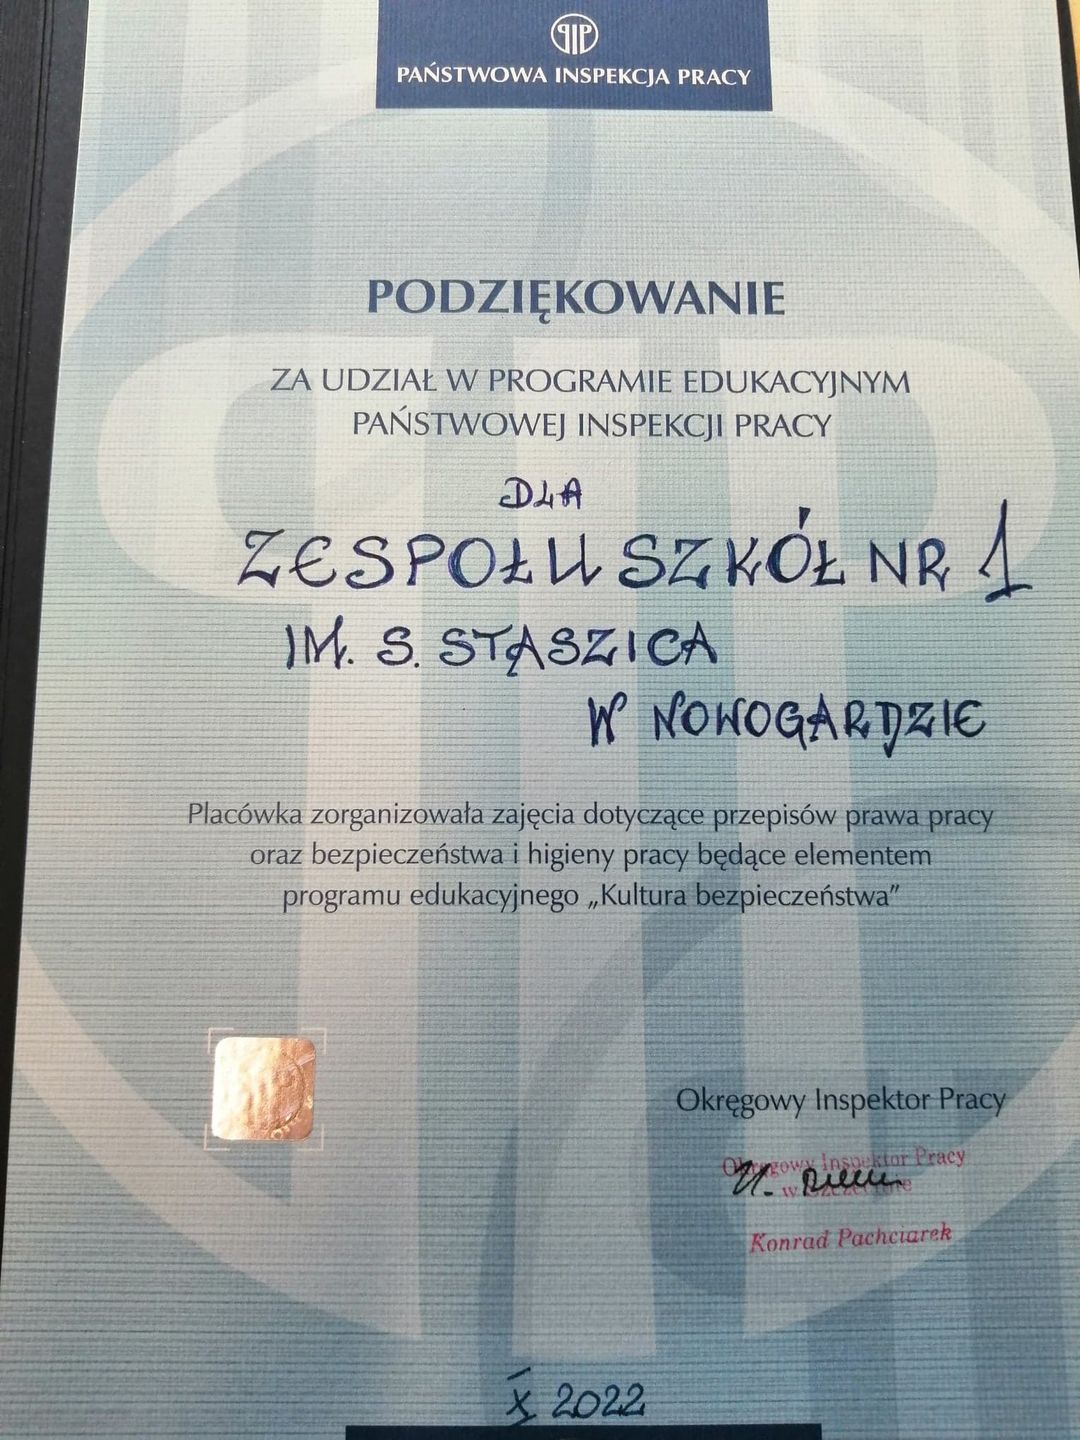 PIP
PAŃSTWOWA INSPEKCJA PRACY
PODZIĘKOWANIE
ZA UDZIAŁ W PROGRAMIE EDUKACYJNYM
PAŃSTWOWEJ INSPEKCJI PRACY
DLA
ZESPOŁU SZKÓŁ NR 1
IM. S. STASZICA
W NOWOGARDZIE
Placówka zorganizowała zajęcia dotyczące przepisów prawa pracy
oraz bezpieczeństwa i higieny pracy będące elementem
programu edukacyjnego „Kultura bezpieczeństwa”
Okręgowy Inspektor Pracy
Okręgowy Inspektor Pracy
w Szczecinie
Konrad Pachciarek
X 2022